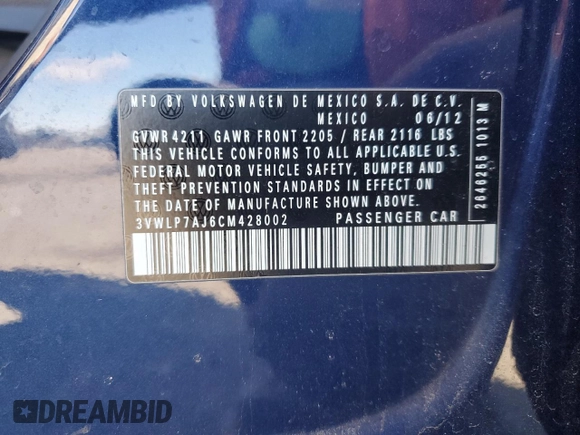 MFD BY VOLKSWAGEN DE MEXICO S.A. DE C.V.
MEXICO 06/12
GVWR 4211 GAWR FRONT 2205 / REAR 2116 LBS
THIS VEHICLE CONFORMS TO ALL APPLICABLE U.S.
FEDERAL MOTOR VEHICLE SAFETY, BUMPER AND
THEFT PREVENTION STANDARDS IN EFFECT ON
THE DATE OF MANUFACTURE SHOWN ABOVE.
3VWLP7AJ6CM428002 PASSENGER CAR
2646255 1013 M
DREAMBID